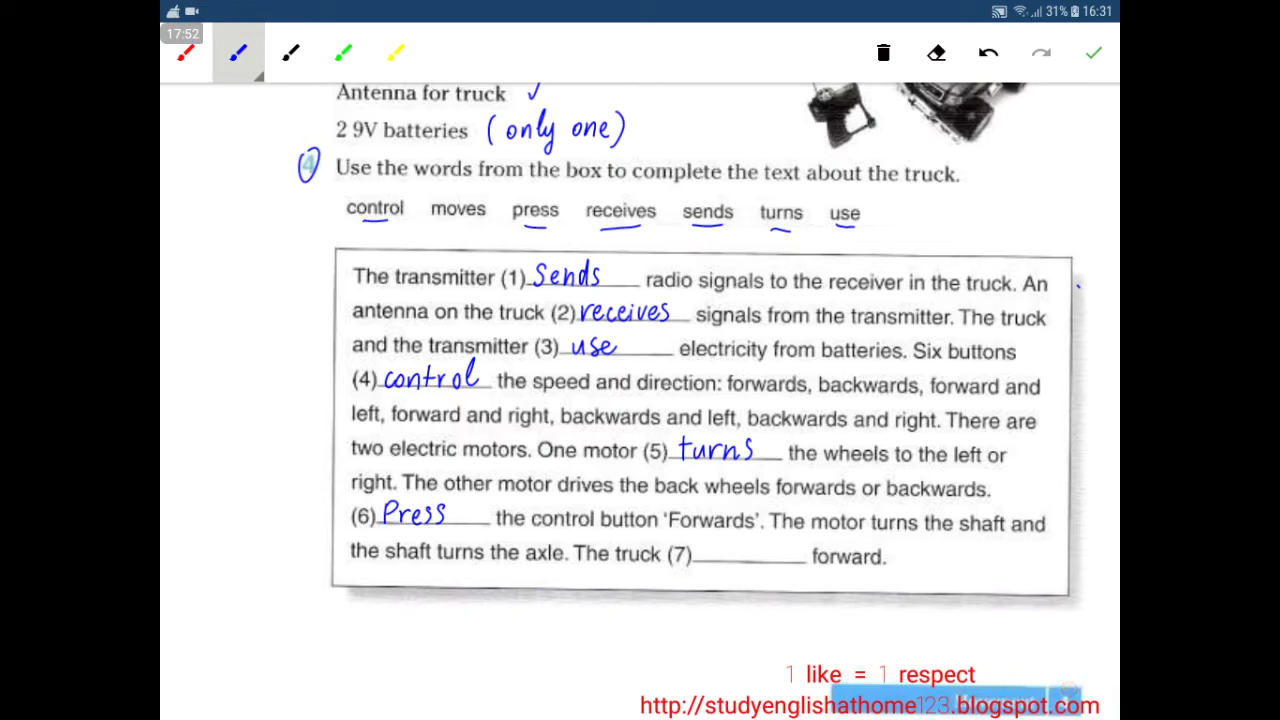 31% 16:31
17:52
Antenna for truck ✓
2 9V batteries (only one)
4 Use the words from the box to complete the text about the truck.
control moves press receives sends turns use
The transmitter (1) Sends radio signals to the receiver in the truck. An
antenna on the truck (2) receives signals from the transmitter. The truck
and the transmitter (3) use electricity from batteries. Six buttons
(4) control the speed and direction: forwards, backwards, forward and
left, forward and right, backwards and left, backwards and right. There are
two electric motors. One motor (5) turns the wheels to the left or
right. The other motor drives the back wheels forwards or backwards.
(6) Press the control button ‘Forwards’. The motor turns the shaft and
the shaft turns the axle. The truck (7)__________ forward.
1 like = 1 respect
http://studyenglishathome123.blogspot.com